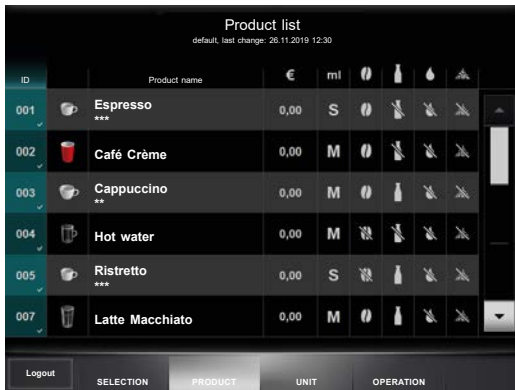 Product list
default, last change: 26.11.2019 12:30
ID Product name € ml
001 Espresso 0,00 S
***
002 Café Crème 0,00 M
003 Cappuccino 0,00 M
**
004 Hot water 0,00 M
005 Ristretto 0,00 S
***
007 Latte Macchiato 0,00 M
Logout SELECTION PRODUCT UNIT OPERATION